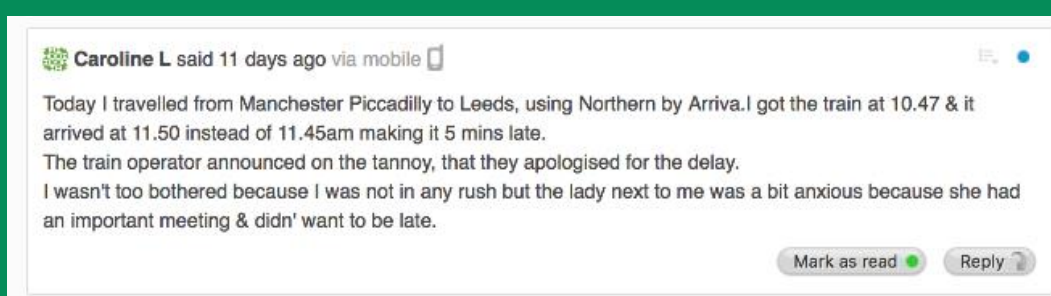 Caroline L said 11 days ago via mobile
Today I travelled from Manchester Piccadilly to Leeds, using Northern by Arriva.I got the train at 10.47 & it
arrived at 11.50 instead of 11.45am making it 5 mins late.
The train operator announced on the tannoy, that they apologised for the delay.
I wasn't too bothered because I was not in any rush but the lady next to me was a bit anxious because she had
an important meeting & didn' want to be late.
Mark as read Reply